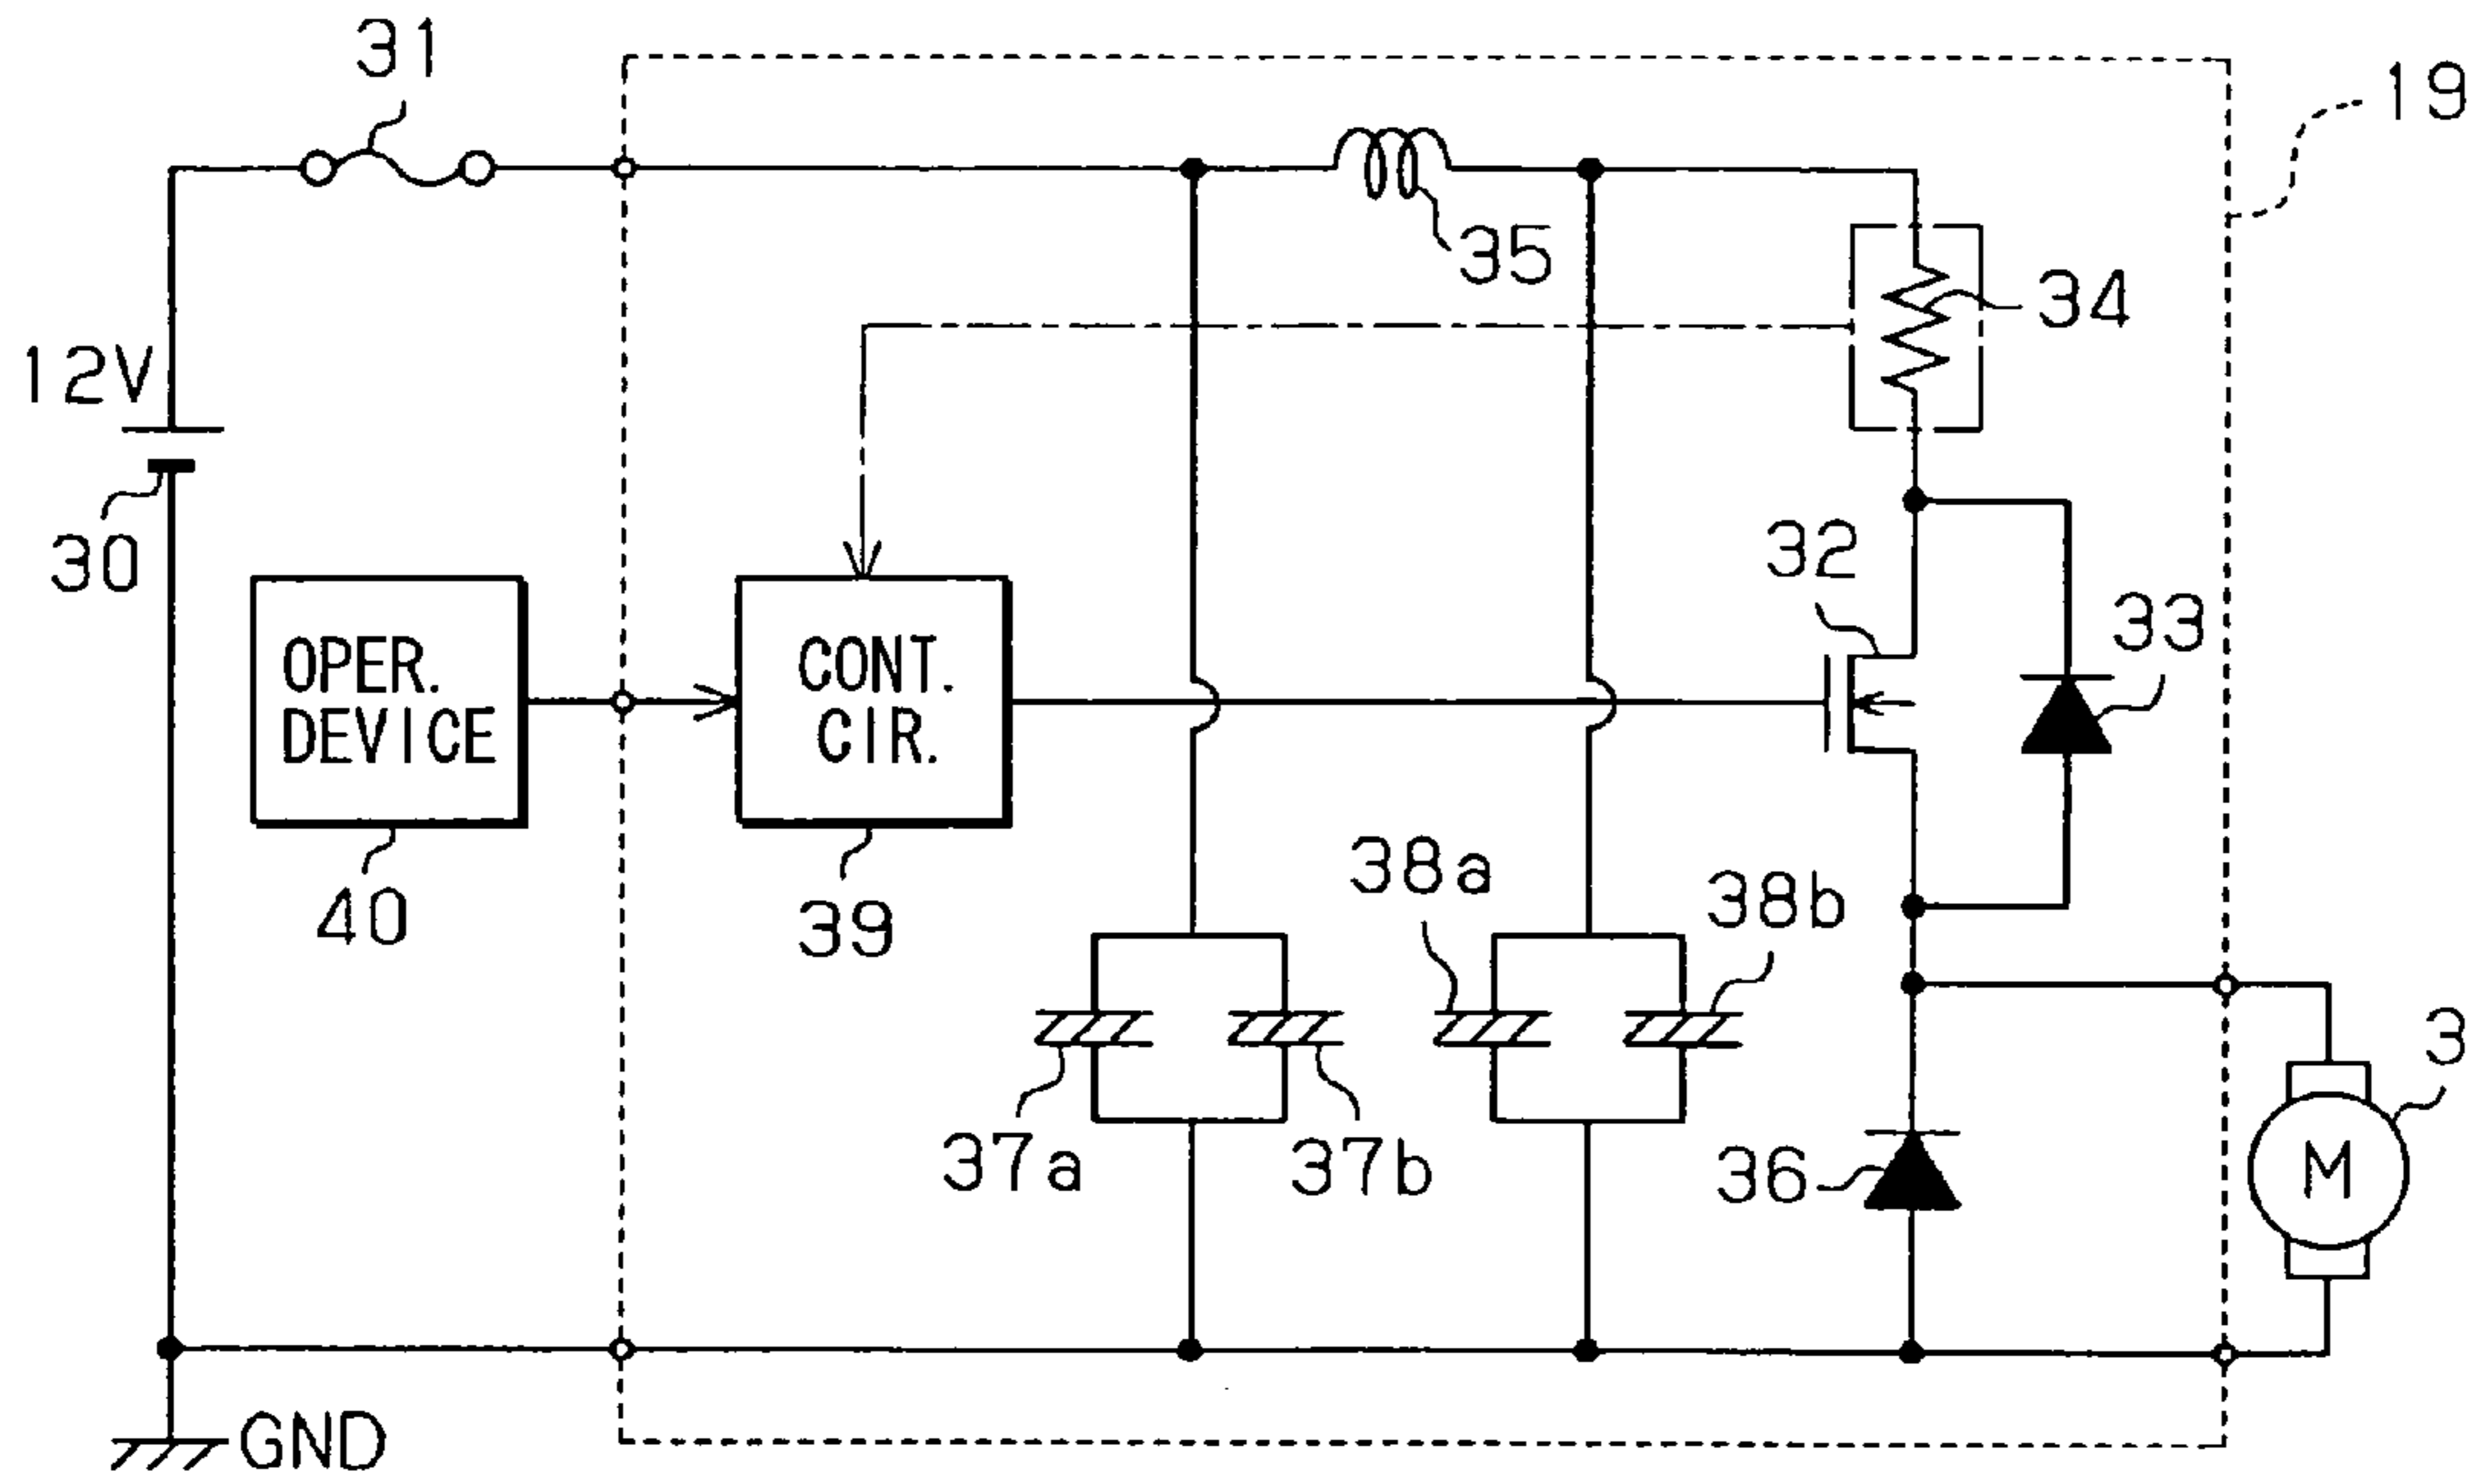 31
19
35
34
12V
30
32
33
OPER.
DEVICE
CONT.
CIR.
40
39
38a
38b
3
37a
37b
36
M
GND